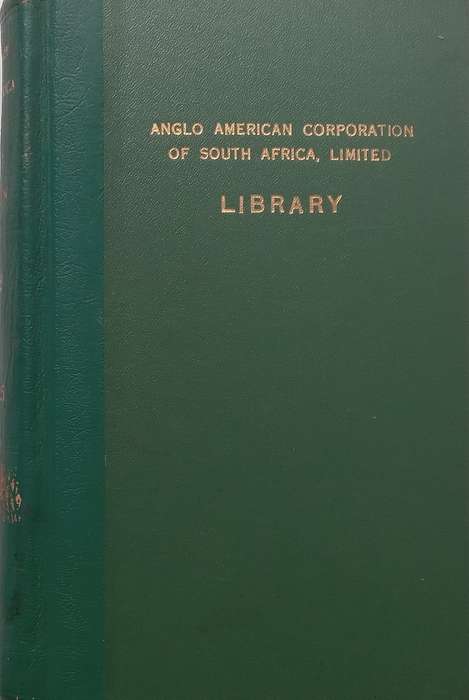 ANGLO AMERICAN CORPORATION
OF SOUTH AFRICA, LIMITED
LIBRARY